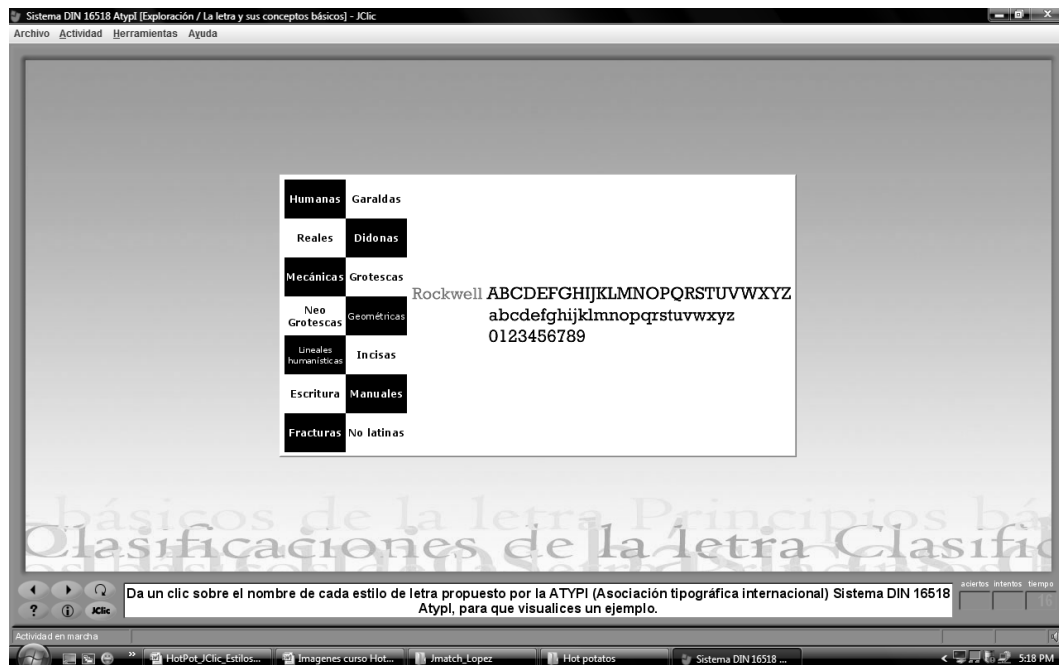 Sistema DIN 16518 AtypI [Exploración / La letra y sus conceptos básicos] - JClic
Archivo Actividad Herramientas Ayuda
Humanas Garaldas
Reales Didonas
Mecánicas Grotescas
Neo
Grotescas
Geométricas
Lineales
humanísticas
Incisas
Escritura Manuales
Fracturas No latinas
Rockwell ABCDEFGHIJKLMNOPQRSTUVWXYZ
abcdefghijklmnopqrstuvwxyz
0123456789
básicos de la letra Principios bá
Clasificaciones de la letra Clasific
Da un clic sobre el nombre de cada estilo de letra propuesto por la ATYPI (Asociación tipográfica internacional) Sistema DIN 16518
AtypI, para que visualices un ejemplo.
aciertos intentos tiempo
16
? i JClic
Actividad en marcha
HotPot_JClic_Estilos... Imagenes curso Hot... Jmatch_Lopez Hot potatos Sistema DIN 16518 ... 5:18 PM